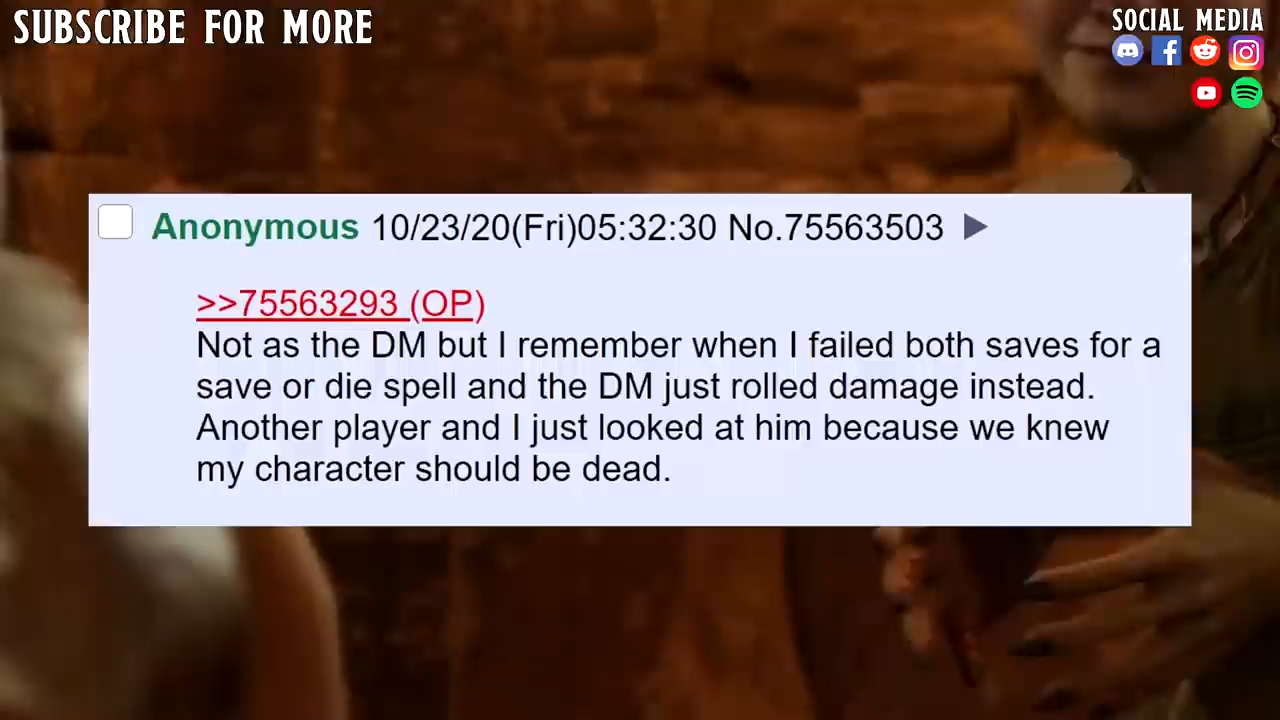 SUBSCRIBE FOR MORE
SOCIAL MEDIA
Anonymous 10/23/20(Fri)05:32:30 No.75563503 ▶
>>75563293 (OP)
Not as the DM but I remember when I failed both saves for a
save or die spell and the DM just rolled damage instead.
Another player and I just looked at him because we knew
my character should be dead.